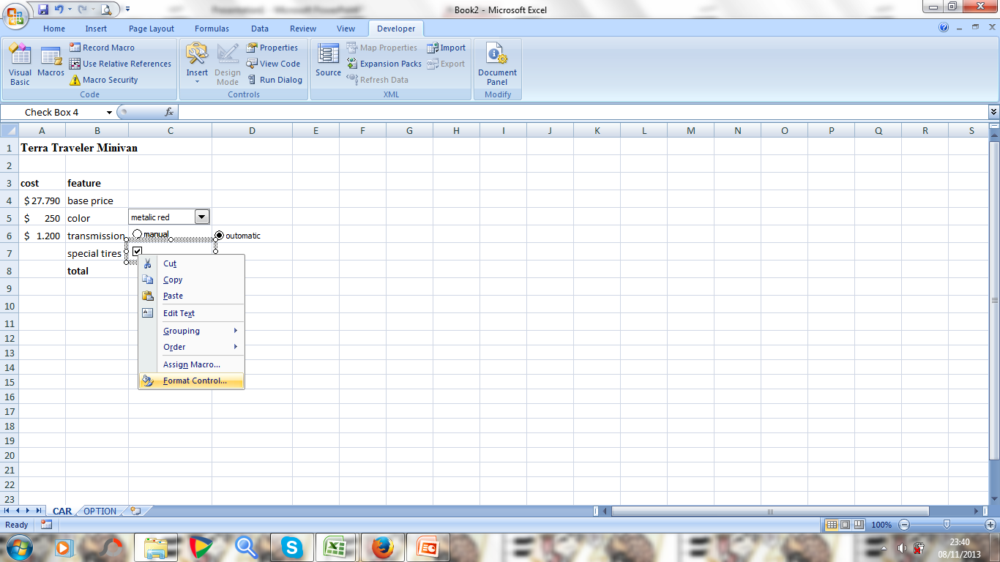 Book2 - Microsoft Excel
Home Insert Page Layout Formulas Data Review View Developer
Visual Basic
Macros
Record Macro
Use Relative References
Macro Security
Code
Insert
Design Mode
Properties
View Code
Run Dialog
Controls
Source
Map Properties
Expansion Packs
Refresh Data
Import
Export
XML
Document Panel
Modify
Check Box 4 fx
A B C D E F G H I J K L M N O P Q R S
1 Terra Traveler Minivan
2
3 cost feature
4 $ 27.790 base price
5 $ 250 color metalic red
6 $ 1.200 transmission manual outomatic
7 special tires
8 total
9
10
11
12
13
14
15
16
17
18
19
20
21
22
23
Cut
Copy
Paste
Edit Text
Grouping
Order
Assign Macro...
Format Control...
CAR OPTION
Ready 100%
23:40
08/11/2013